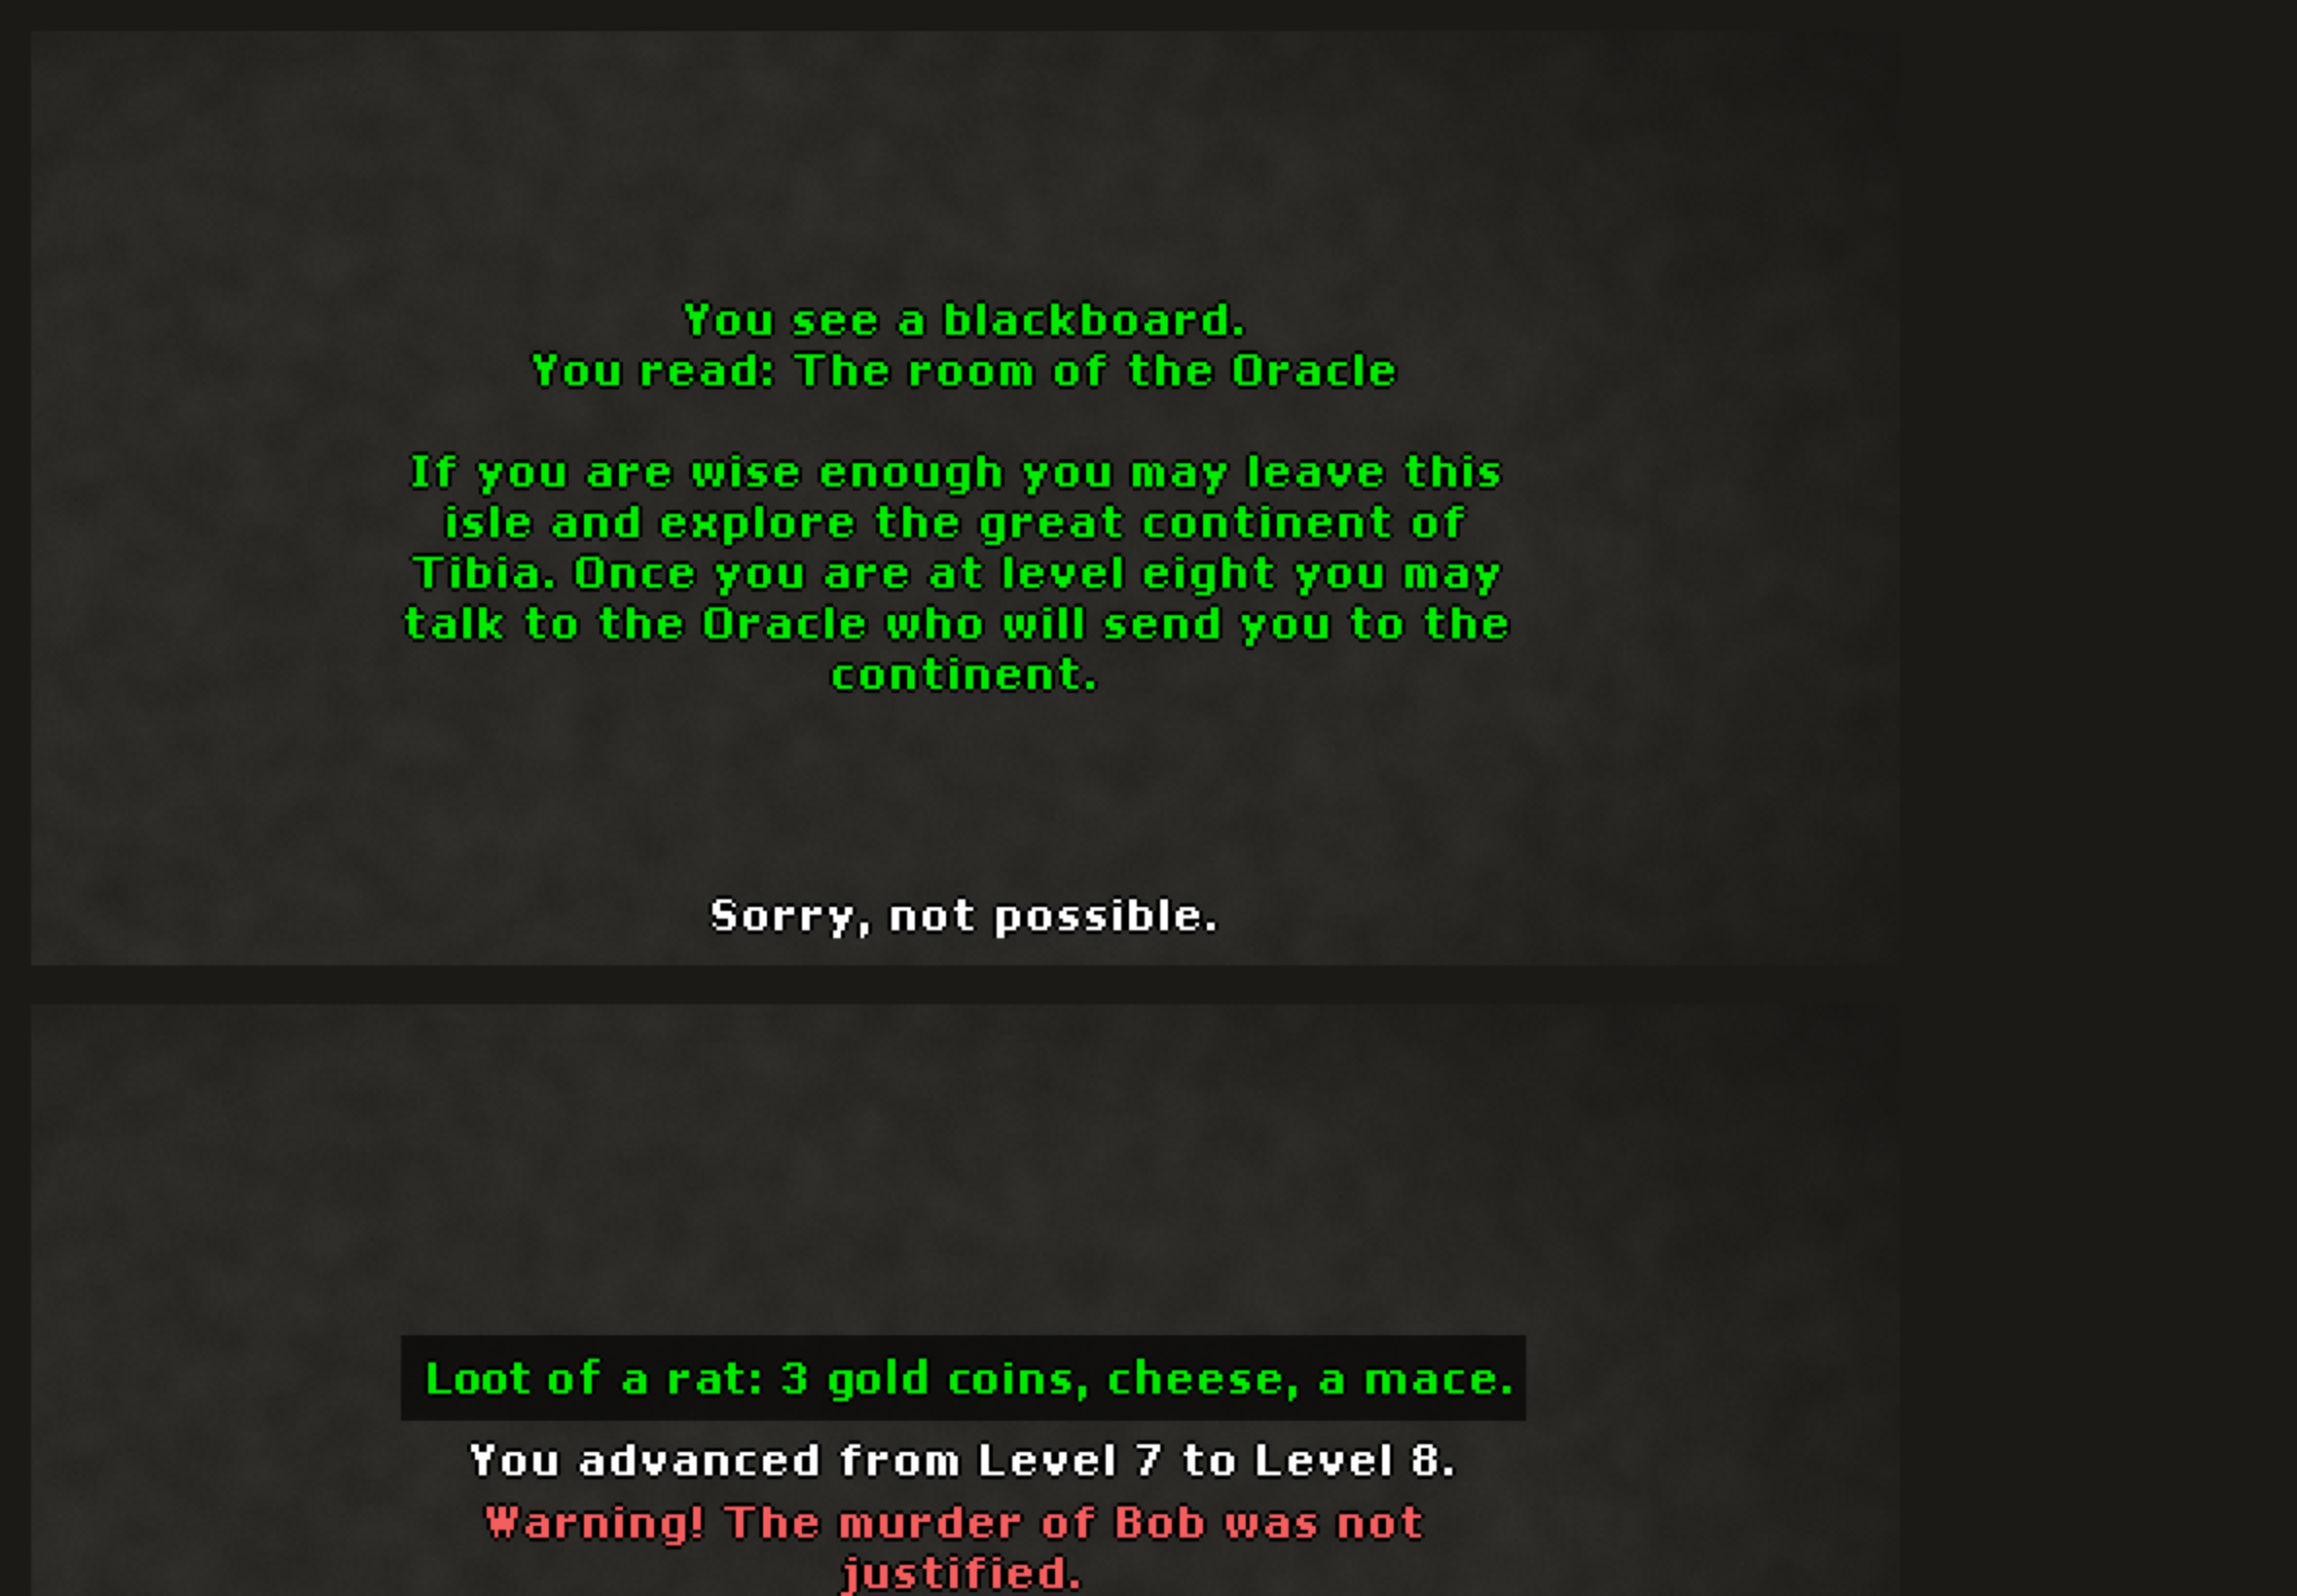 You see a blackboard.
You read: The room of the Oracle
If you are wise enough you may leave this
isle and explore the great continent of
Tibia. Once you are at level eight you may
talk to the Oracle who will send you to the
continent.
Sorry, not possible.
Loot of a rat: 3 gold coins, cheese, a mace.
You advanced from Level 7 to Level 8.
Warning! The murder of Bob was not
justified.